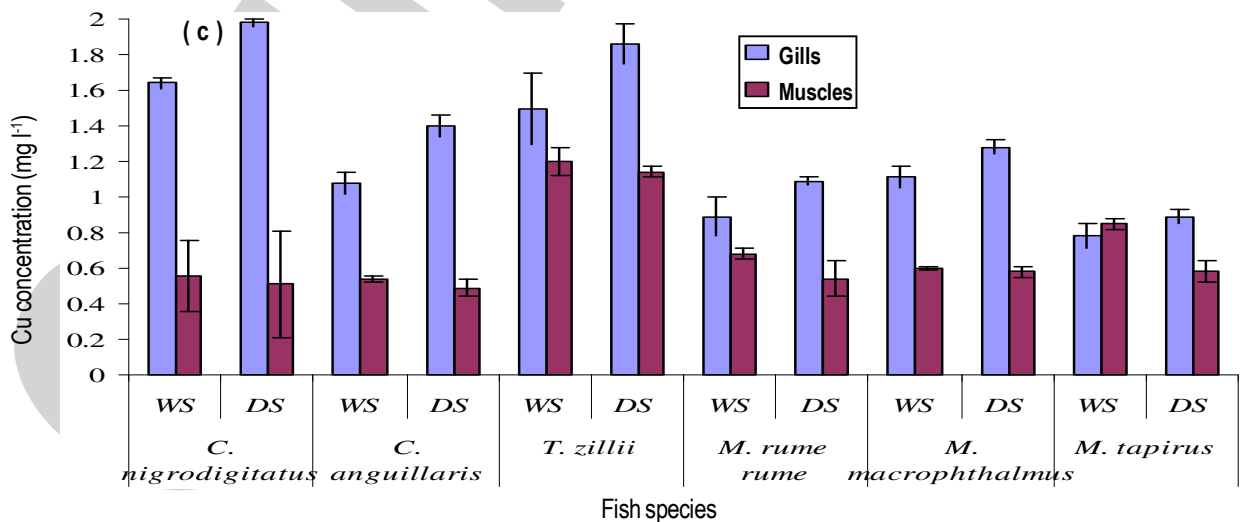 ( c )
Gills
Muscles
Cu concentration (mg l-1)
2
1.8
1.6
1.4
1.2
1
0.8
0.6
0.4
0.2
0
WS DS WS DS WS DS WS DS WS DS WS DS
C. nigrodigitatus
C. anguillaris
T. zillii
M. rume rume
M. macrophthalmus
M. tapirus
Fish species